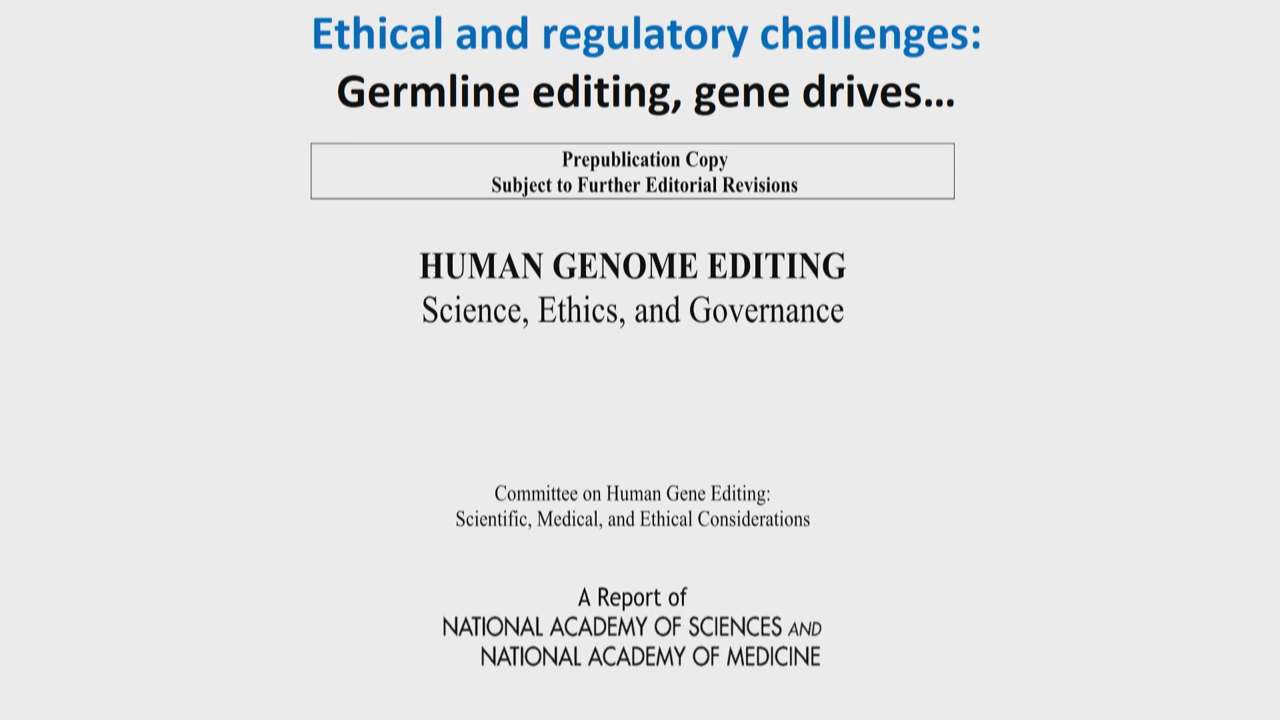 Ethical and regulatory challenges:
Germline editing, gene drives...
Prepublication Copy
Subject to Further Editorial Revisions
HUMAN GENOME EDITING
Science, Ethics, and Governance
Committee on Human Gene Editing:
Scientific, Medical, and Ethical Considerations
A Report of
NATIONAL ACADEMY OF SCIENCES AND
NATIONAL ACADEMY OF MEDICINE